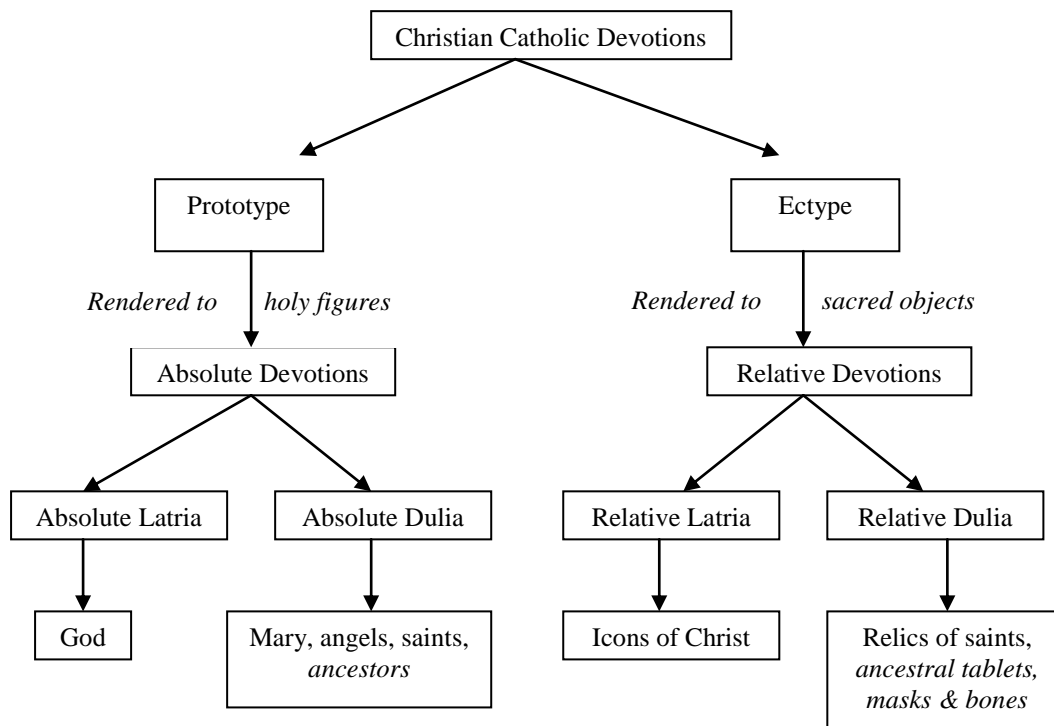 Christian Catholic Devotions
Prototype
Ectype
Rendered to holy figures
Rendered to sacred objects
Absolute Devotions
Relative Devotions
Absolute Latria
Absolute Dulia
Relative Latria
Relative Dulia
God
Mary, angels, saints,
ancestors
Icons of Christ
Relics of saints,
ancestral tablets,
masks & bones